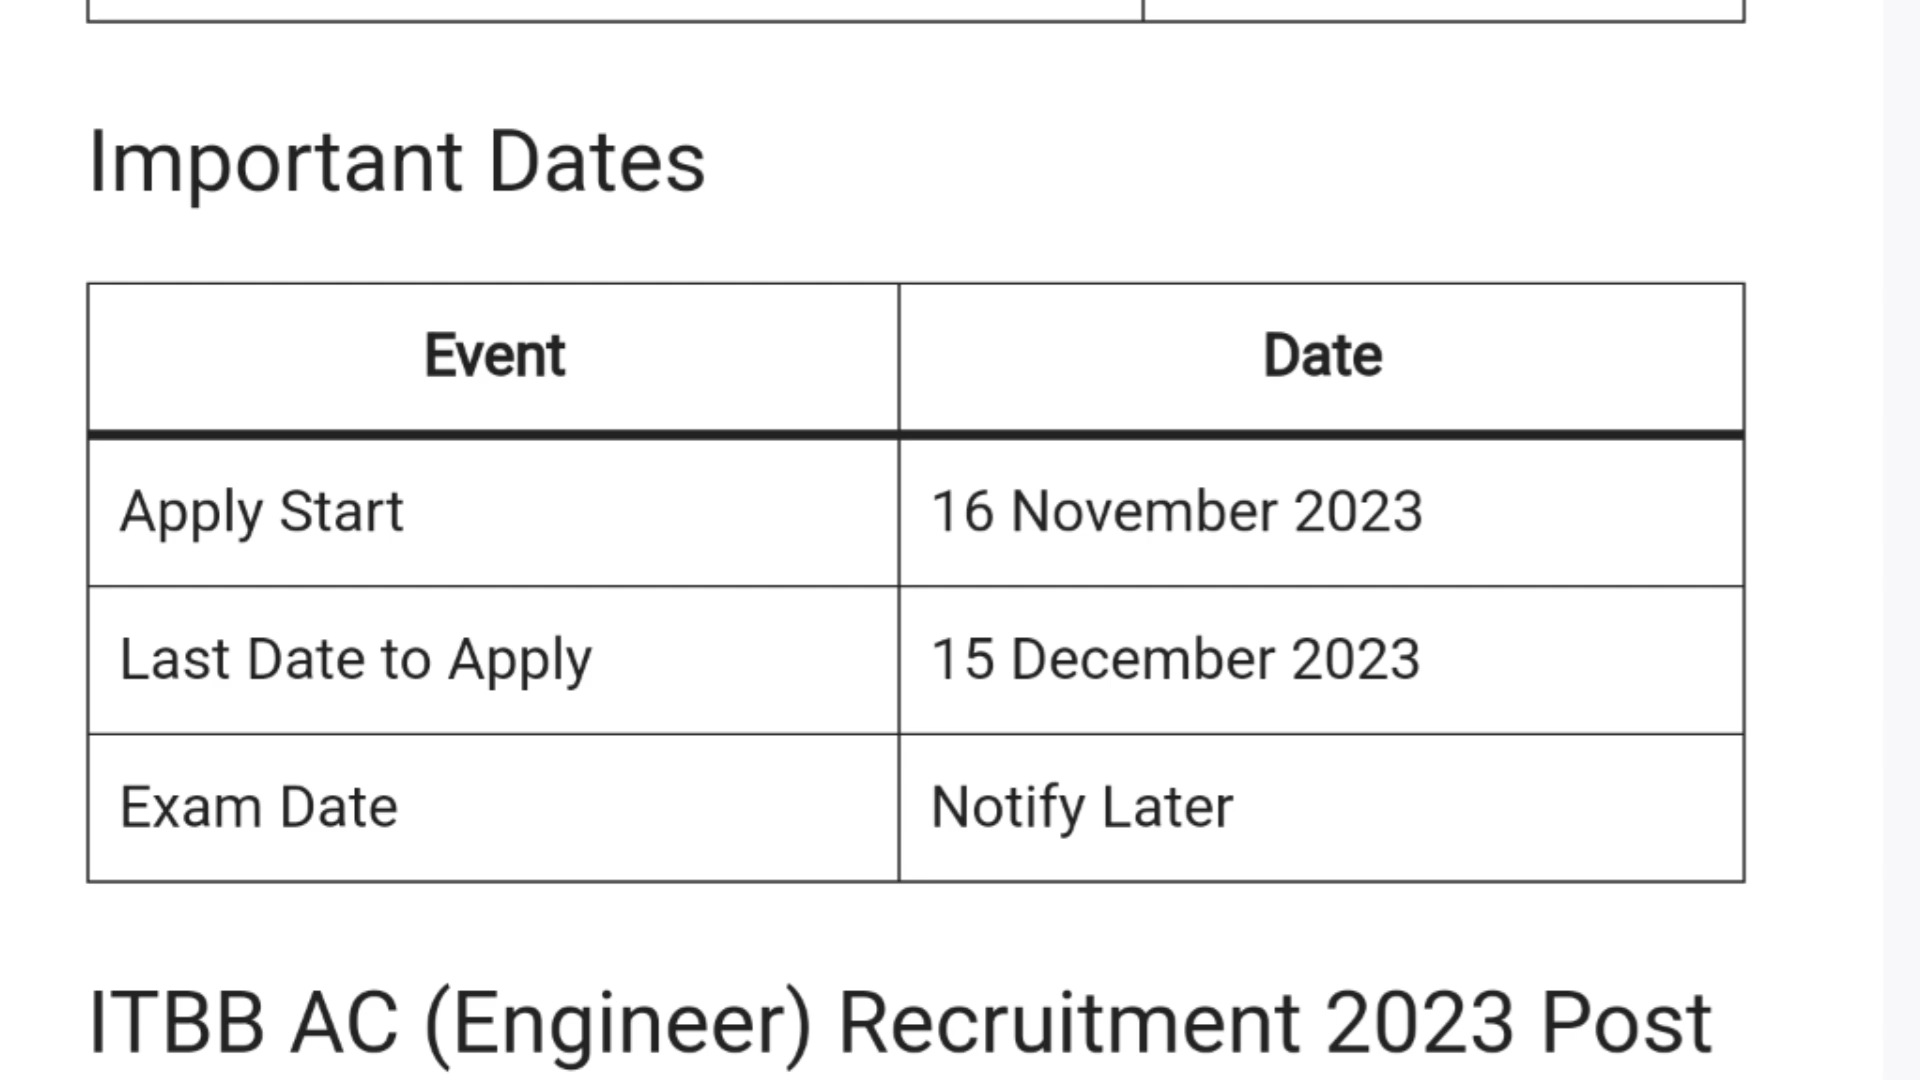 Important Dates
Event Date
Apply Start 16 November 2023
Last Date to Apply 15 December 2023
Exam Date Notify Later
ITBB AC (Engineer) Recruitment 2023 Post